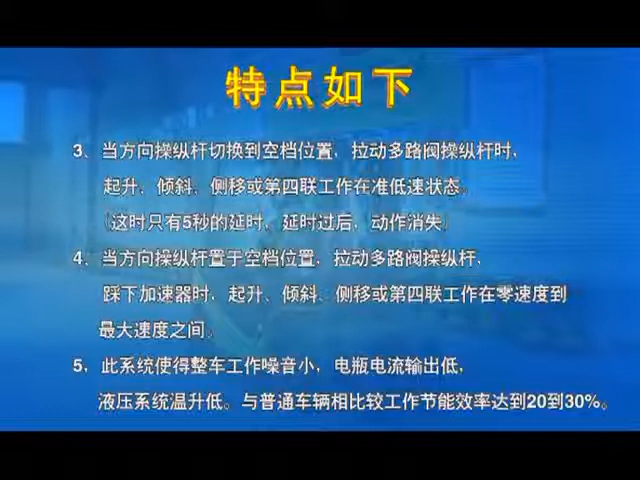 特点如下
3、当方向操纵杆切换到空档位置，拉动多路阀操纵杆时，
起升、倾斜、侧移或第四联工作在准低速状态。
（这时只有5秒的延时，延时过后，动作消失）
4、当方向操纵杆置于空档位置，拉动多路阀操纵杆，
踩下加速器时，起升、倾斜、侧移或第四联工作在零速度到
最大速度之间。
5，此系统使得整车工作噪音小，电瓶电流输出低，
液压系统温升低。与普通车辆相比较工作节能效率达到20到30%。